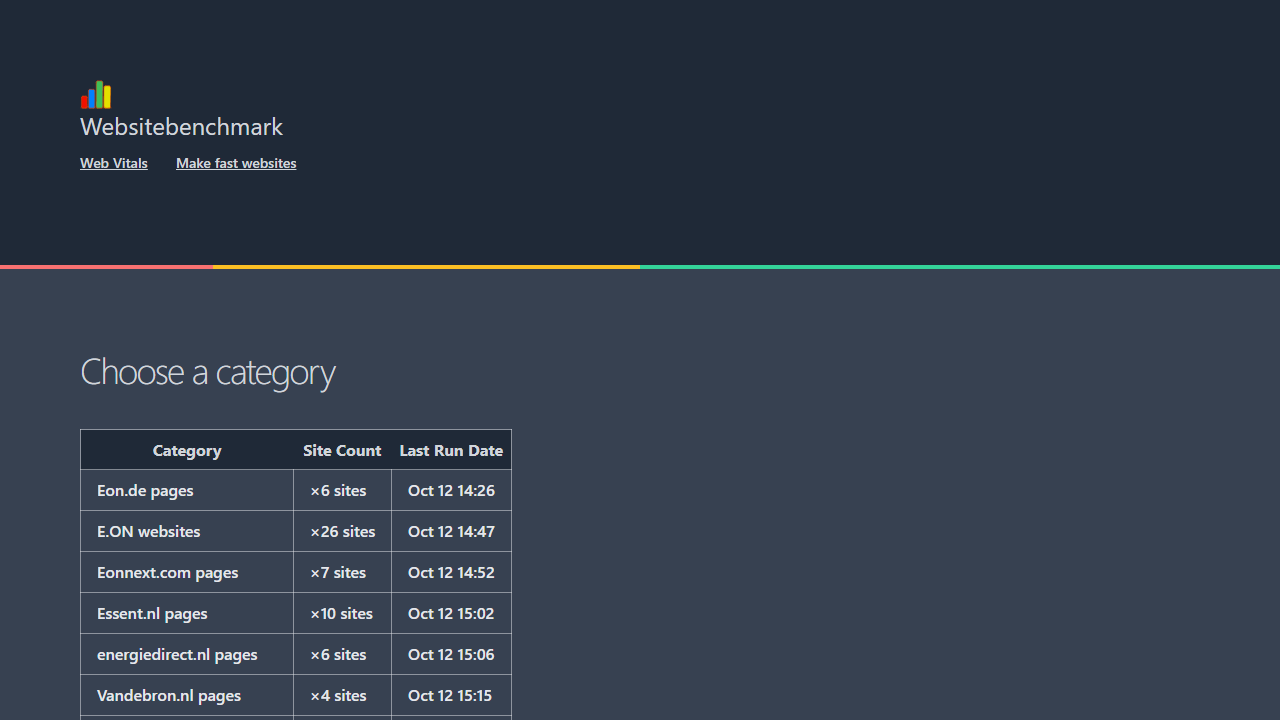 Websitebenchmark
Web Vitals Make fast websites
Choose a category
Category Site Count Last Run Date
Eon.de pages ×6 sites Oct 12 14:26
E.ON websites ×26 sites Oct 12 14:47
Eonnext.com pages ×7 sites Oct 12 14:52
Essent.nl pages ×10 sites Oct 12 15:02
energiedirect.nl pages ×6 sites Oct 12 15:06
Vandebron.nl pages ×4 sites Oct 12 15:15